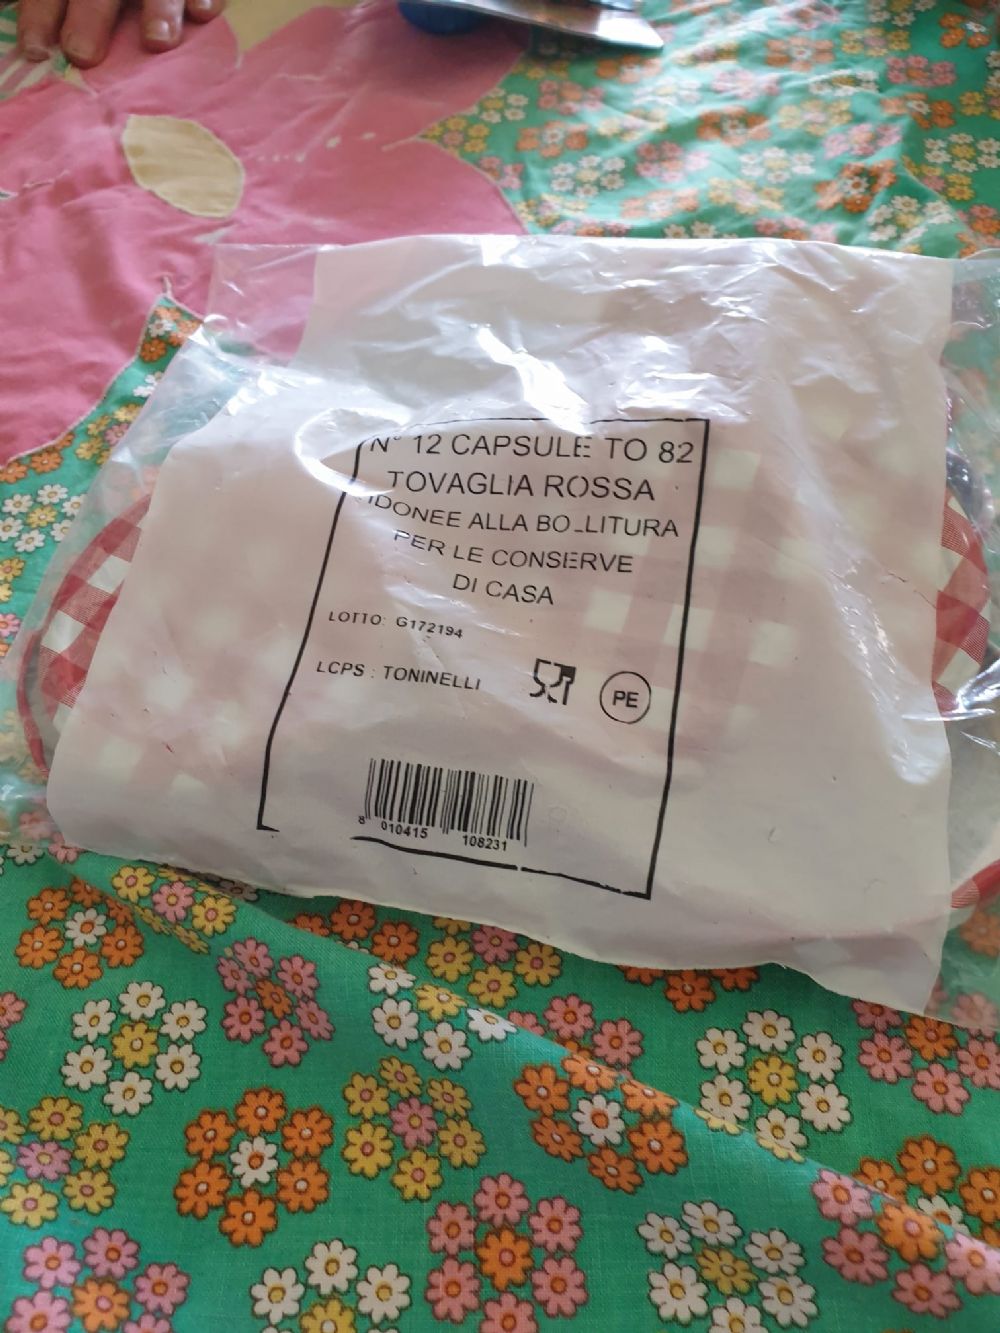 N° 12 CAPSULE TO 82
TOVAGLIA ROSSA
IDONEE ALLA BOLLITURA
PER LE CONSERVE
DI CASA
LOTTO: G172194
LCPS : TONINELLI
PE
8 010415 108231